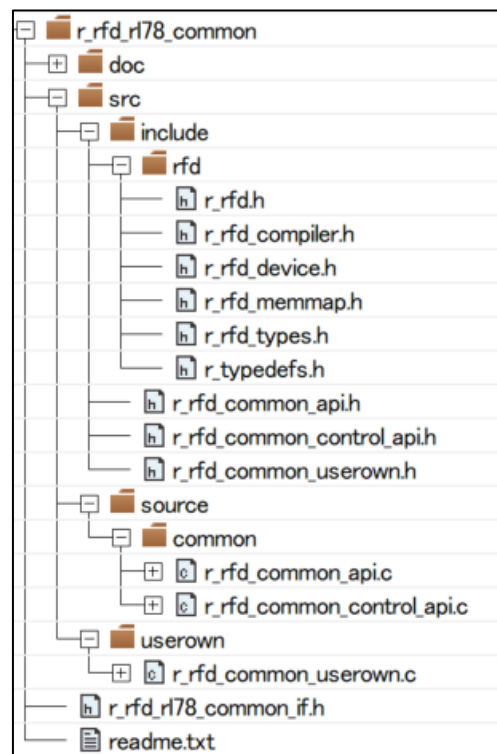 r_rfd_rl78_common
doc
src
include
rfd
r_rfd.h
r_rfd_compiler.h
r_rfd_device.h
r_rfd_memmap.h
r_rfd_types.h
r_typedefs.h
r_rfd_common_api.h
r_rfd_common_control_api.h
r_rfd_common_userown.h
source
common
r_rfd_common_api.c
r_rfd_common_control_api.c
userown
r_rfd_common_userown.c
r_rfd_rl78_common_if.h
readme.txt